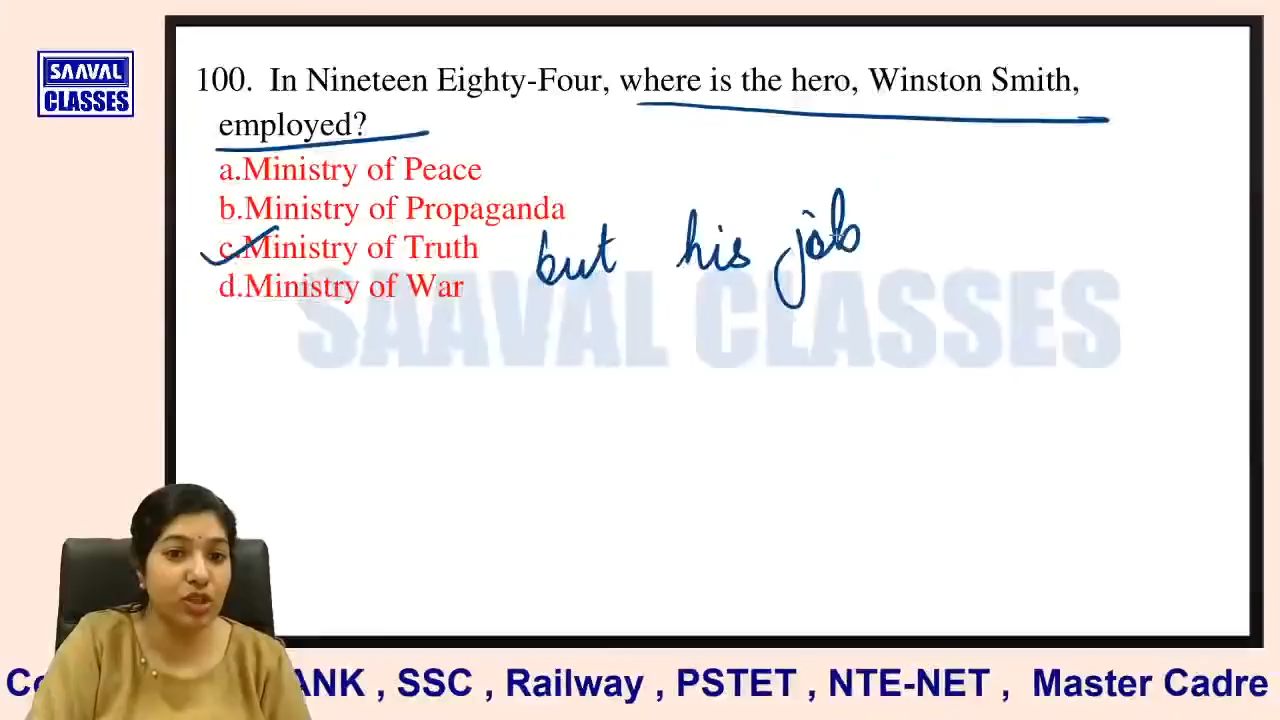 SAAVAL
CLASSES
100. In Nineteen Eighty-Four, where is the hero, Winston Smith,
employed?
a.Ministry of Peace
b.Ministry of Propaganda
c.Ministry of Truth
d.Ministry of War
but his job
SAAVAL CLASSES
ANK , SSC , Railway , PSTET , NTE-NET , Master Cadre